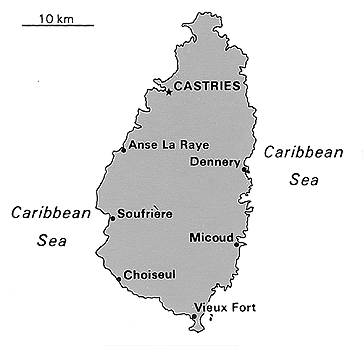 10 km
CASTRIES
Anse La Raye
Dennery
Caribbean
Sea
Caribbean
Sea
Soufrière
Micoud
Choiseul
Vieux Fort